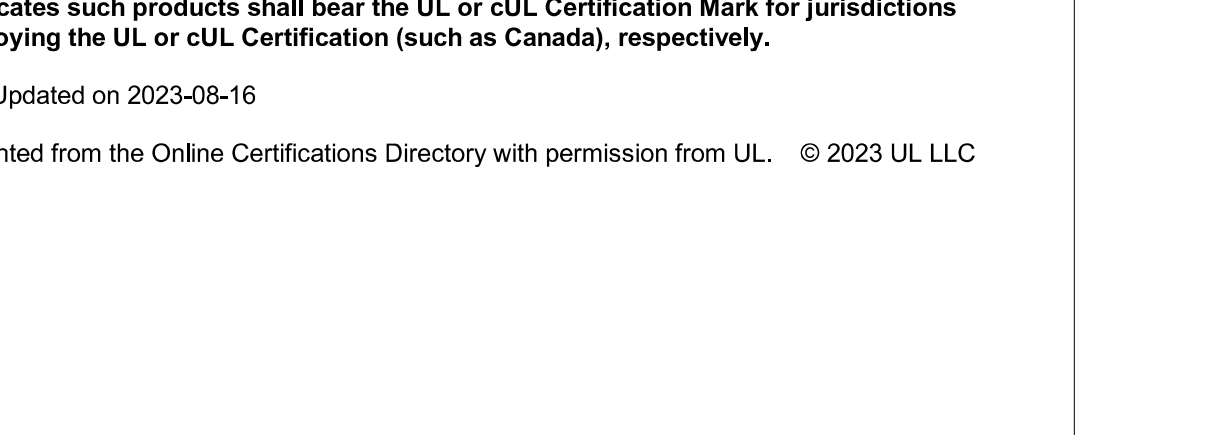 cates such products shall bear the UL or cUL Certification Mark for jurisdictions
oying the UL or cUL Certification (such as Canada), respectively.
Updated on 2023-08-16
nted from the Online Certifications Directory with permission from UL. © 2023 UL LLC